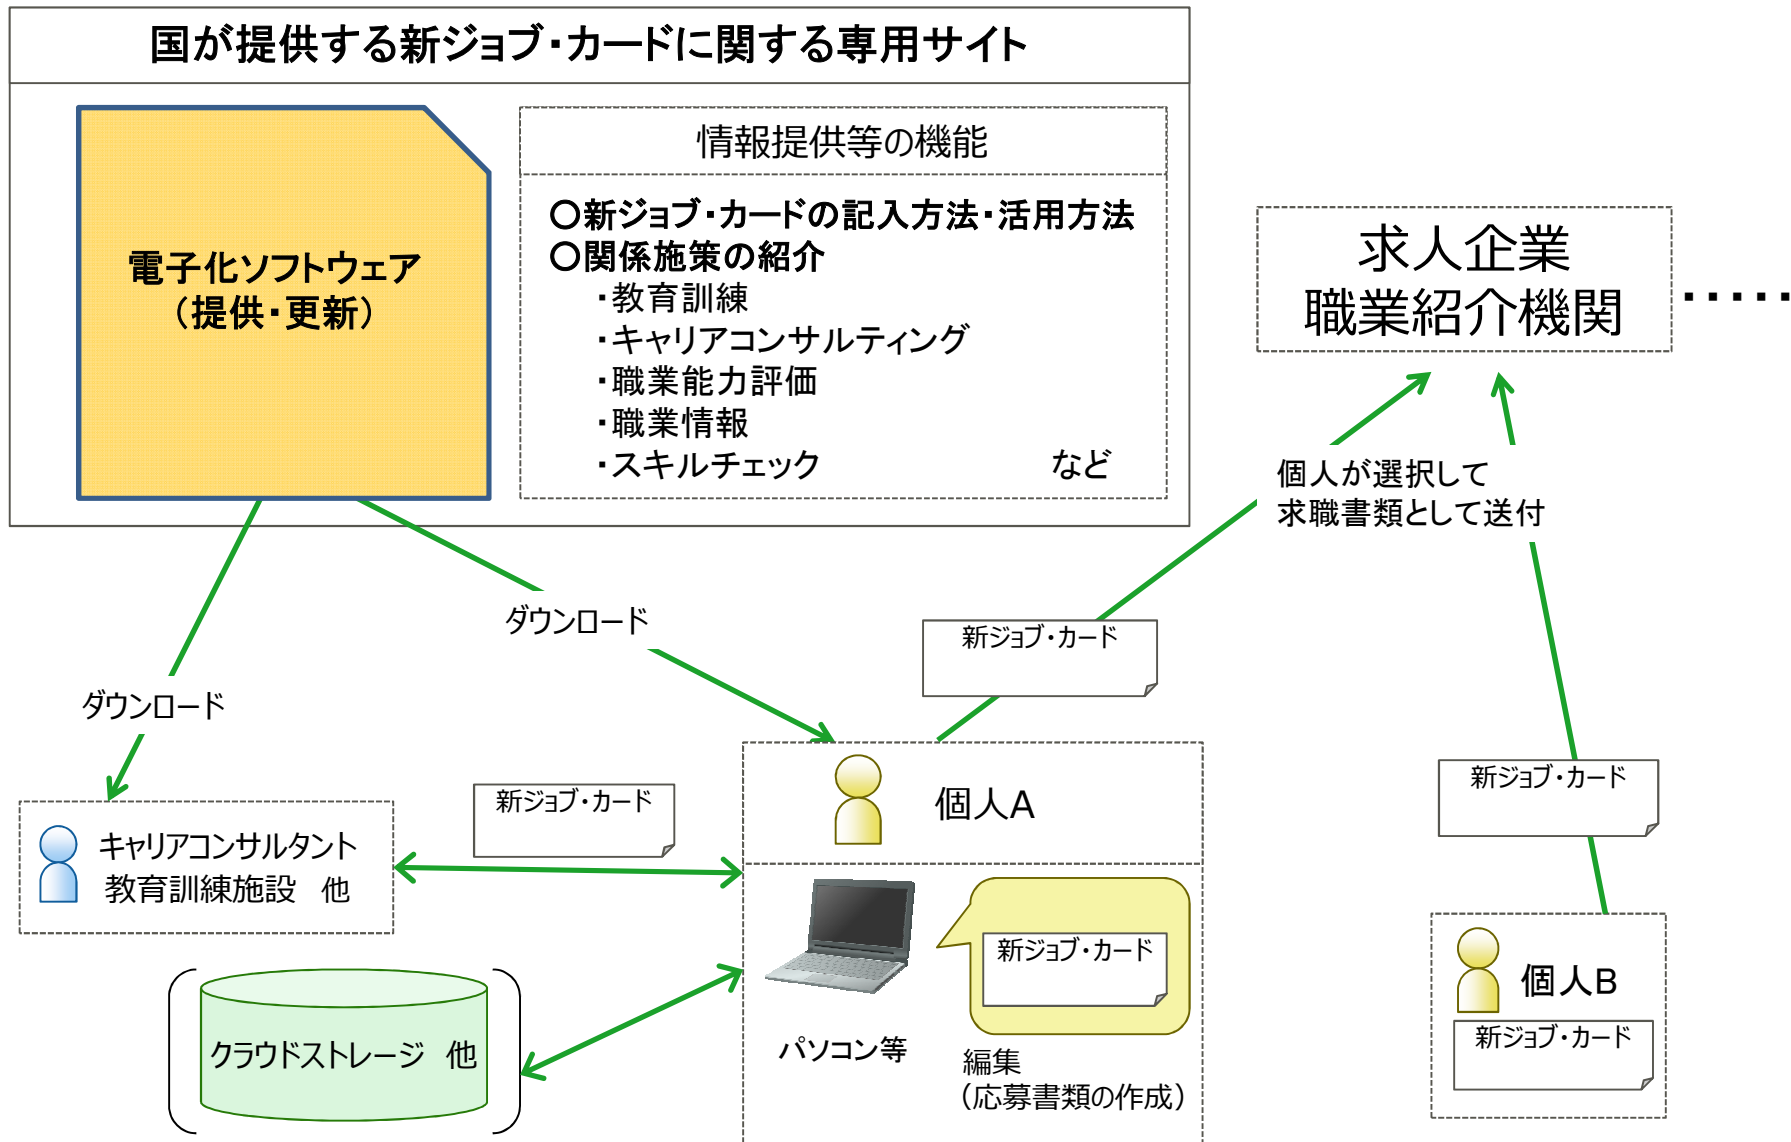 国が提供する新ジョブ・カードに関する専用サイト
電子化ソフトウェア
（提供・更新）
情報提供等の機能
○新ジョブ・カードの記入方法・活用方法
○関係施策の紹介
・教育訓練
・キャリアコンサルティング
・職業能力評価
・職業情報
・スキルチェック　など
求人企業
職業紹介機関
・・・・・
個人が選択して
求職書類として送付
ダウンロード
ダウンロード
新ジョブ・カード
新ジョブ・カード
新ジョブ・カード
キャリアコンサルタント
教育訓練施設　他
個人A
新ジョブ・カード
パソコン等
編集
（応募書類の作成）
クラウドストレージ　他
個人B
新ジョブ・カード